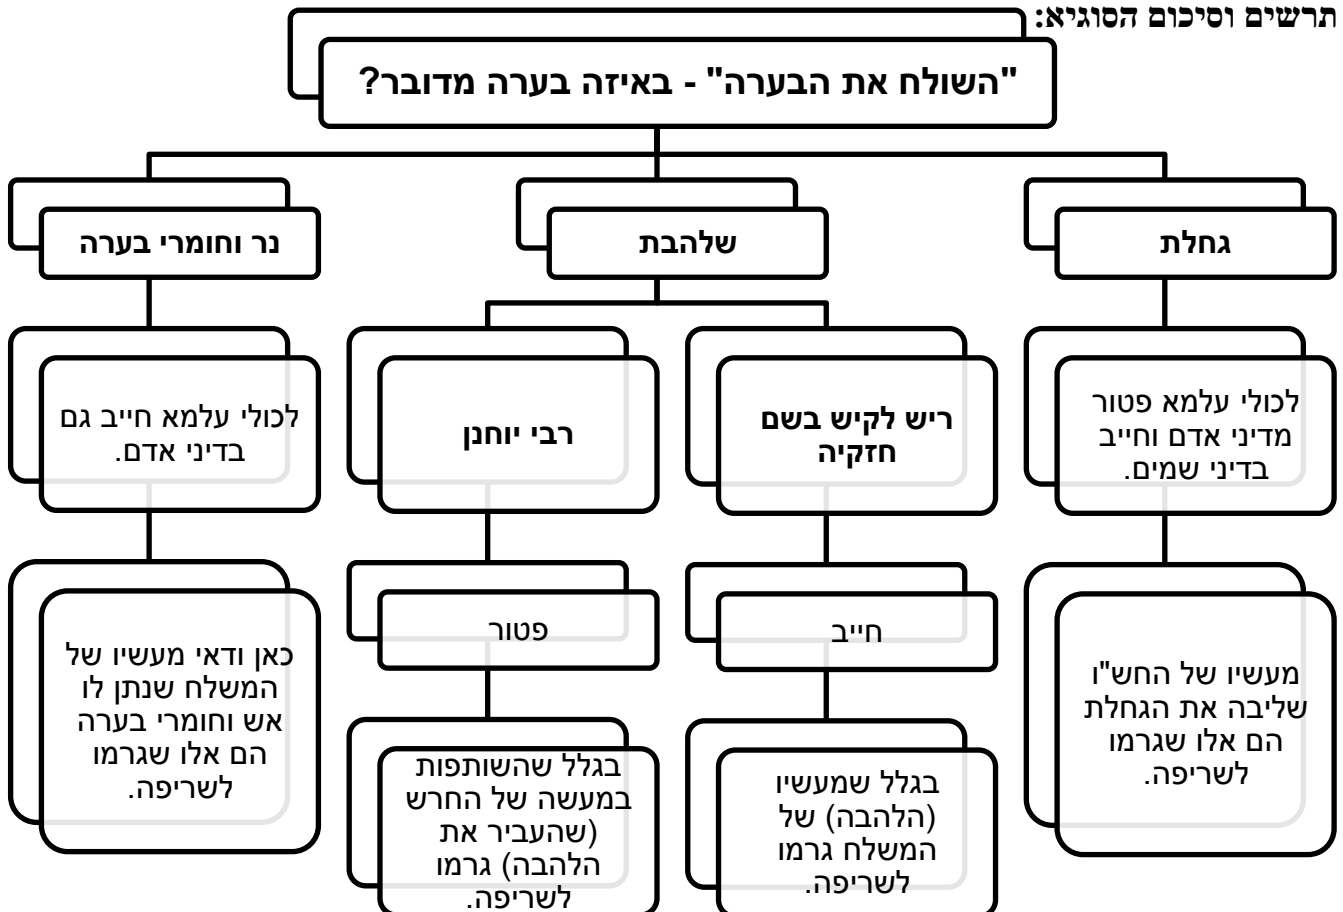 תרשים וסיכום הסוגיא:
"השולח את הבערה" - באיזה בערה מדובר?
גחלת
לכולי עלמא פטור
מדיני אדם וחייב
בדיני שמים.
מעשיו של החש"ו
שליבה את הגחלת
הם אלו שגרמו
לשריפה.
שלהבת
ריש לקיש בשם
חזקיה
חייב
בגלל שמעשיו
(הלהבה) של
המשלח גרמו
לשריפה.
רבי יוחנן
פטור
בגלל שהשותפות
במעשה של החרש
(שהעביר את
הלהבה) גרמו
לשריפה.
נר וחומרי בערה
לכולי עלמא חייב גם
בדיני אדם.
כאן ודאי מעשיו של
המשלח שנתן לו
אש וחומרי בערה
הם אלו שגרמו
לשריפה.